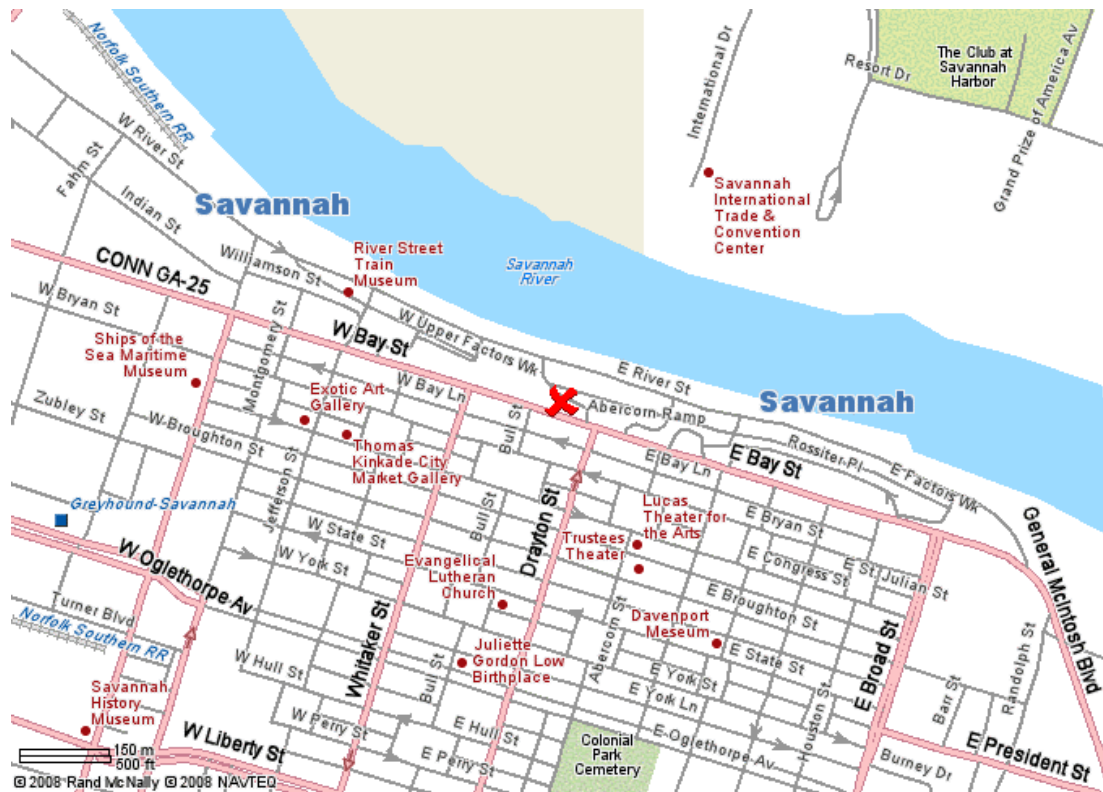 Norfolk Southern RR
W River St
Fahm St
Indian St
Savannah
Williamson St
CONN GA-25
W Bryan St
River Street
Train
Museum
Savannah
River
International Dr
Resort Dr
The Club at
Savannah
Harbor
Grand Prize of America Av
Savannah
International
Trade &
Convention
Center
W Bay St
W Upper Factors Wk
E River St
Ships of the
Sea Maritime
Museum
Montgomery St
Exotic Art
Gallery
W Bay Ln
Bull St
Abercorn Ramp
Savannah
Zubley St
W Broughton St
Thomas
Kinkade-City
Market Gallery
Jefferson St
E Bay Ln
E Bay St
Rossiter Pl
E Factors Wk
Greyhound-Savannah
W State St
W York St
Bull St
Drayton St
Lucas
Theater for
the Arts
Trustees
Theater
E Bryan St
E Congress St
E St Julian St
General McIntosh Blvd
W Oglethorpe Av
Evangelical
Lutheran
Church
E Broughton St
Turner Blvd
Norfolk Southern RR
Whitaker St
Abercorn St
Davenport
Meseum
E State St
E Broad St
W Hull St
Bull St
Juliette
Gordon Low
Birthplace
E York St
E York Ln
Houston St
Barr St
Randolph St
Savannah
History
Museum
W Perry St
E Hull St
E Oglethorpe Av
W Liberty St
E Perry St
Colonial
Park
Cemetery
Burney Dr
E President St
150 m
500 ft
© 2008 Rand McNally © 2008 NAVTEQ